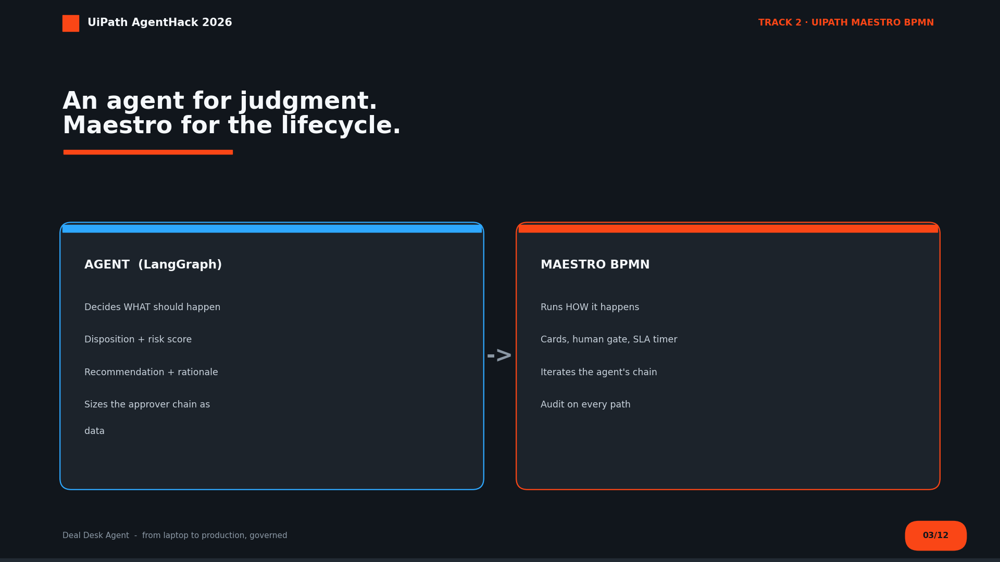 UiPath AgentHack 2026
TRACK 2 · UIPATH MAESTRO BPMN
An agent for judgment.
Maestro for the lifecycle.
AGENT  (LangGraph)
Decides WHAT should happen
Disposition + risk score
Recommendation + rationale
Sizes the approver chain as
data
->
MAESTRO BPMN
Runs HOW it happens
Cards, human gate, SLA timer
Iterates the agent's chain
Audit on every path
Deal Desk Agent  -  from laptop to production, governed
03/12